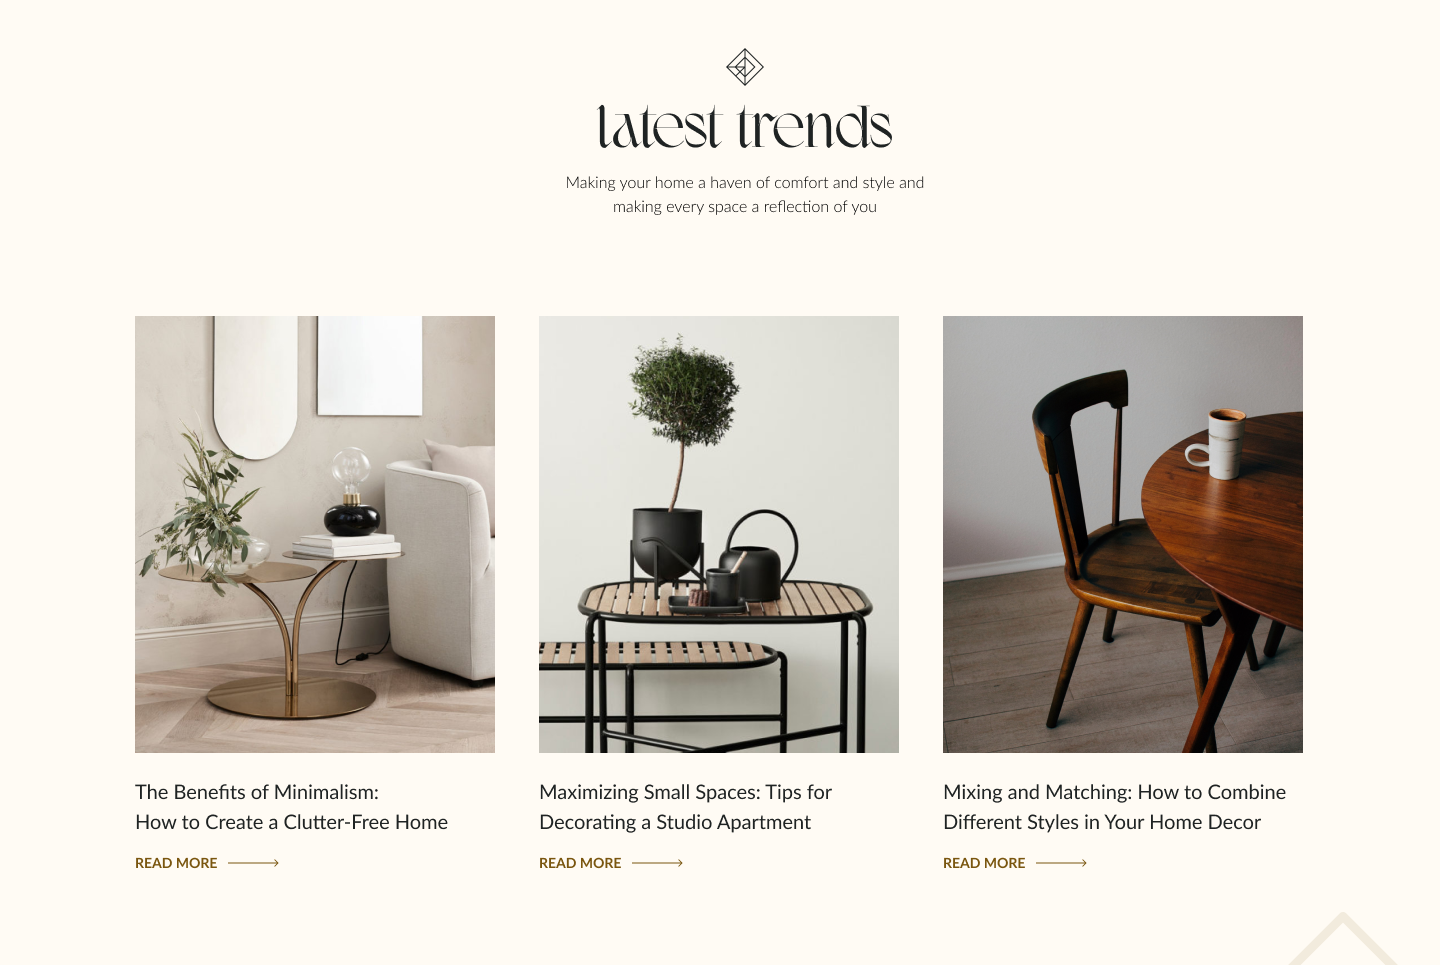 latest trends
Making your home a haven of comfort and style and
making every space a reflection of you
The Benefits of Minimalism:
How to Create a Clutter-Free Home
READ MORE
Maximizing Small Spaces: Tips for
Decorating a Studio Apartment
READ MORE
Mixing and Matching: How to Combine
Different Styles in Your Home Decor
READ MORE